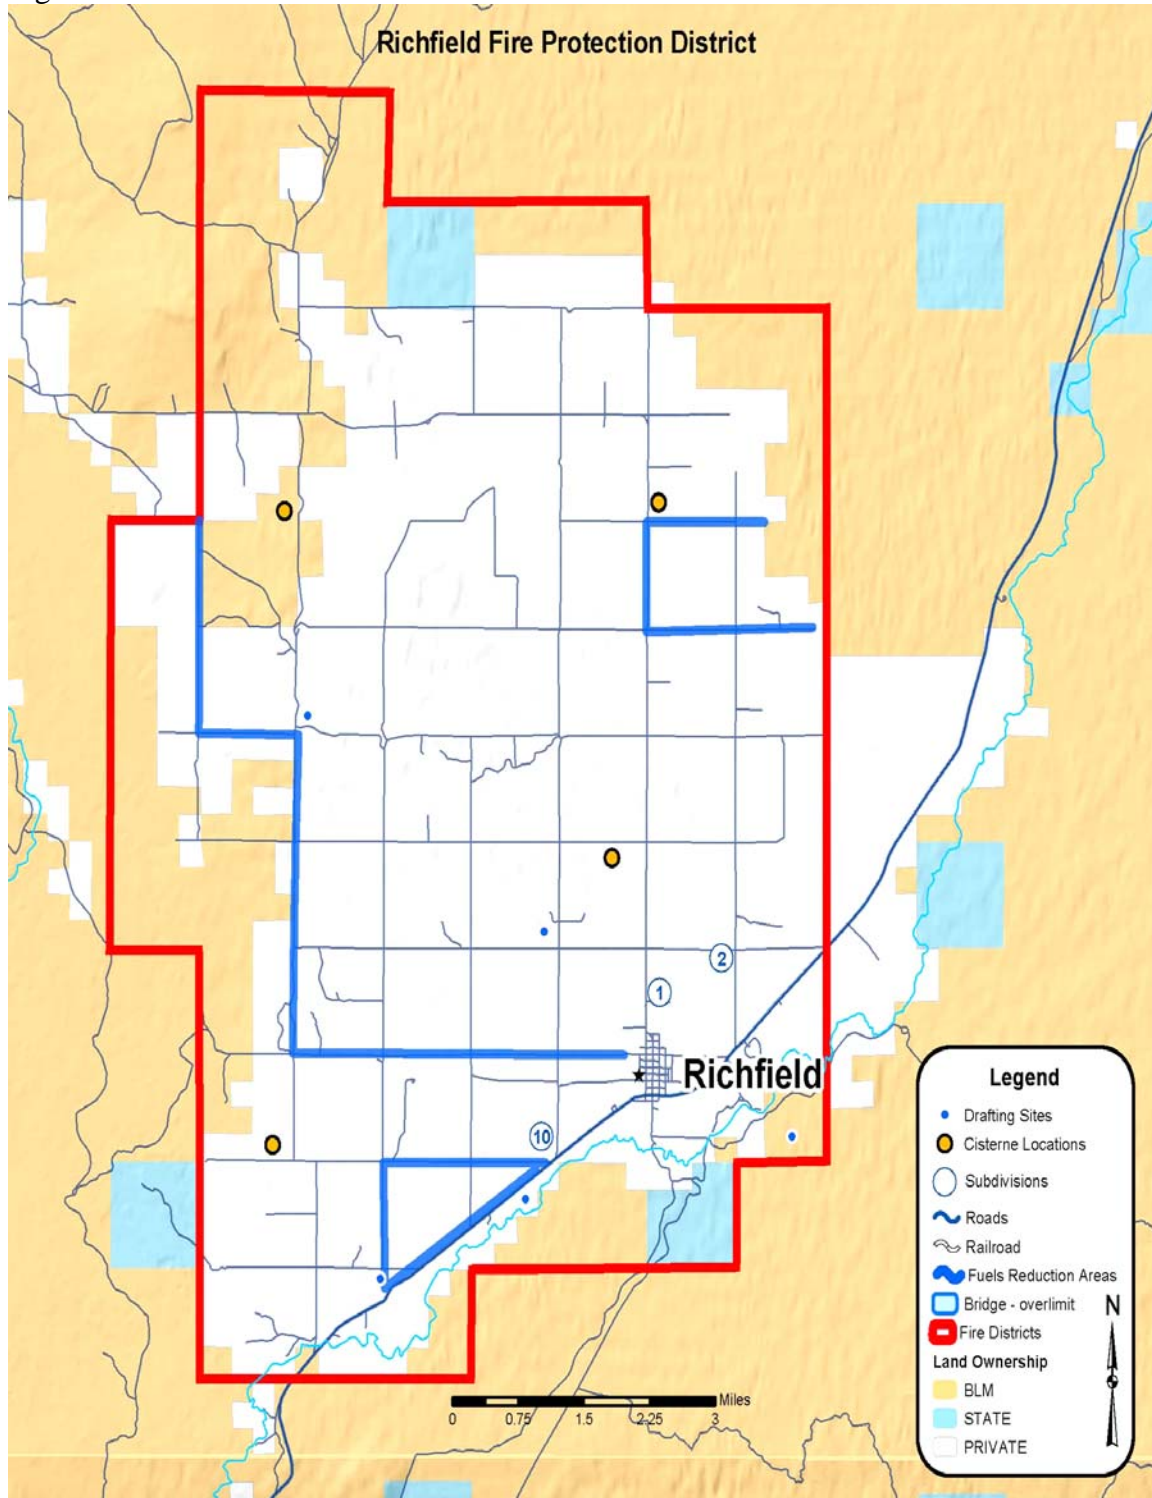 Richfield Fire Protection District
2
1
Richfield
10
Legend
Drafting Sites
Cisterne Locations
Subdivisions
Roads
Railroad
Fuels Reduction Areas
Bridge - overlimit
N
Fire Districts
Land Ownership
BLM
STATE
PRIVATE
Miles
0 0.75 1.5 2.25 3